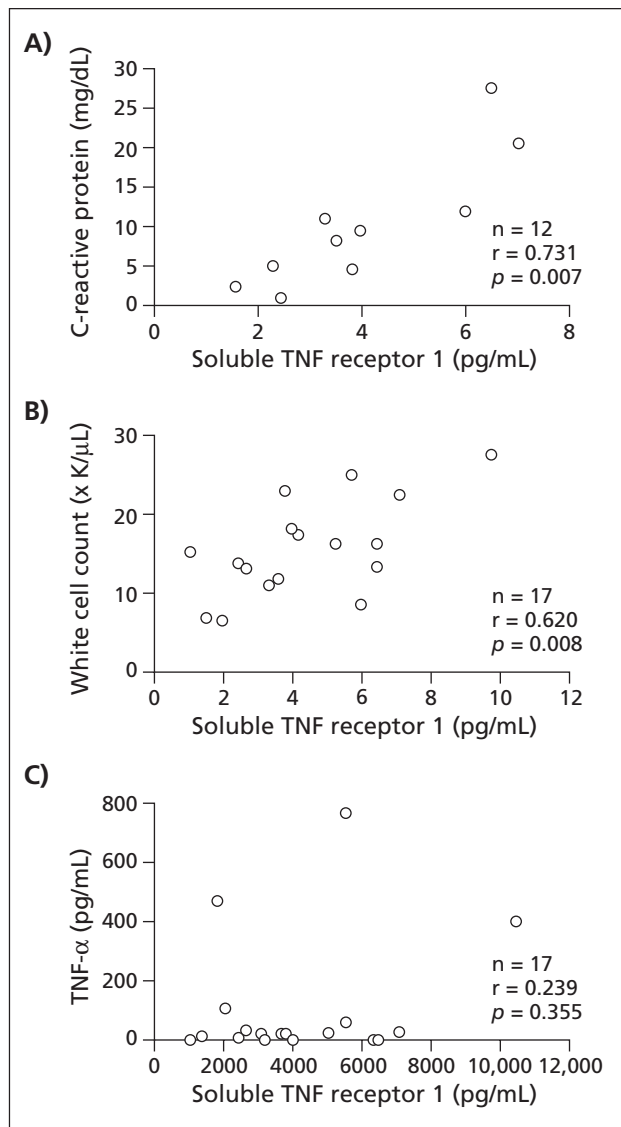 A)
C-reactive protein (mg/dL)
30
25
20
15
10
5
0
n = 12
r = 0.731
p = 0.007
0 2 4 6 8
Soluble TNF receptor 1 (pg/mL)
B)
White cell count (x K/μL)
30
20
10
0
n = 17
r = 0.620
p = 0.008
0 2 4 6 8 10 12
Soluble TNF receptor 1 (pg/mL)
C)
TNF-α (pg/mL)
800
600
400
200
0
n = 17
r = 0.239
p = 0.355
0 2000 4000 6000 8000 10,000 12,000
Soluble TNF receptor 1 (pg/mL)